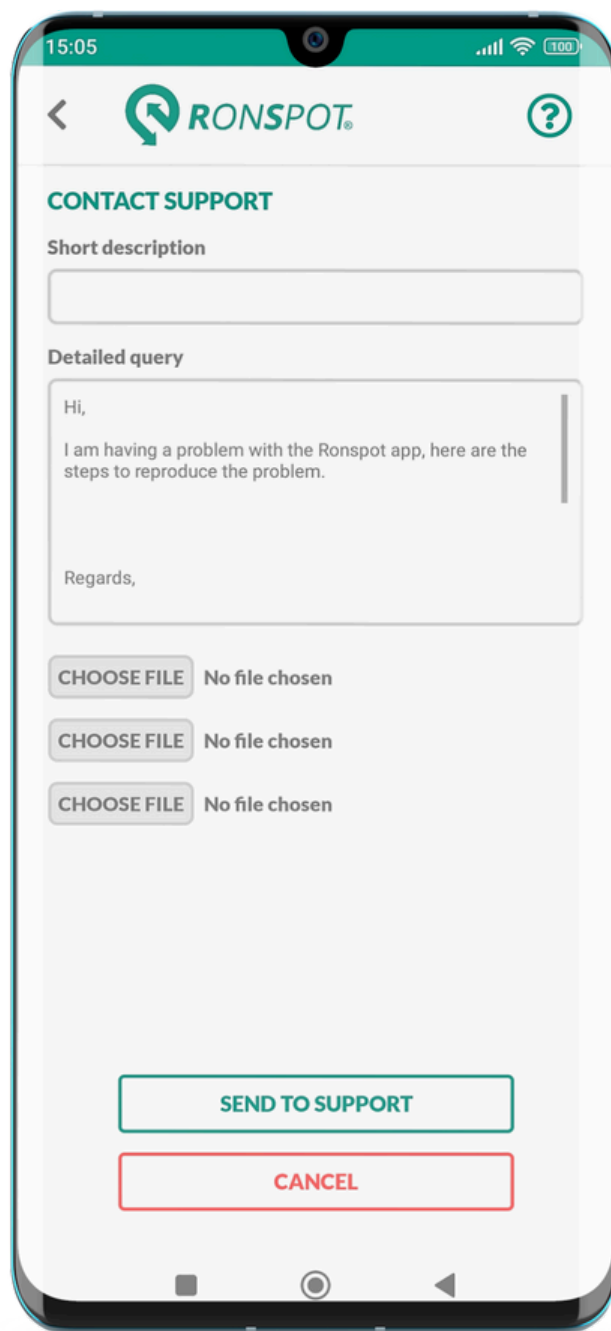 15:05
100
RONSPOT®
?
CONTACT SUPPORT
Short description
Detailed query
Hi,
I am having a problem with the Ronspot app, here are the
steps to reproduce the problem.
Regards,
CHOOSE FILE No file chosen
CHOOSE FILE No file chosen
CHOOSE FILE No file chosen
SEND TO SUPPORT
CANCEL